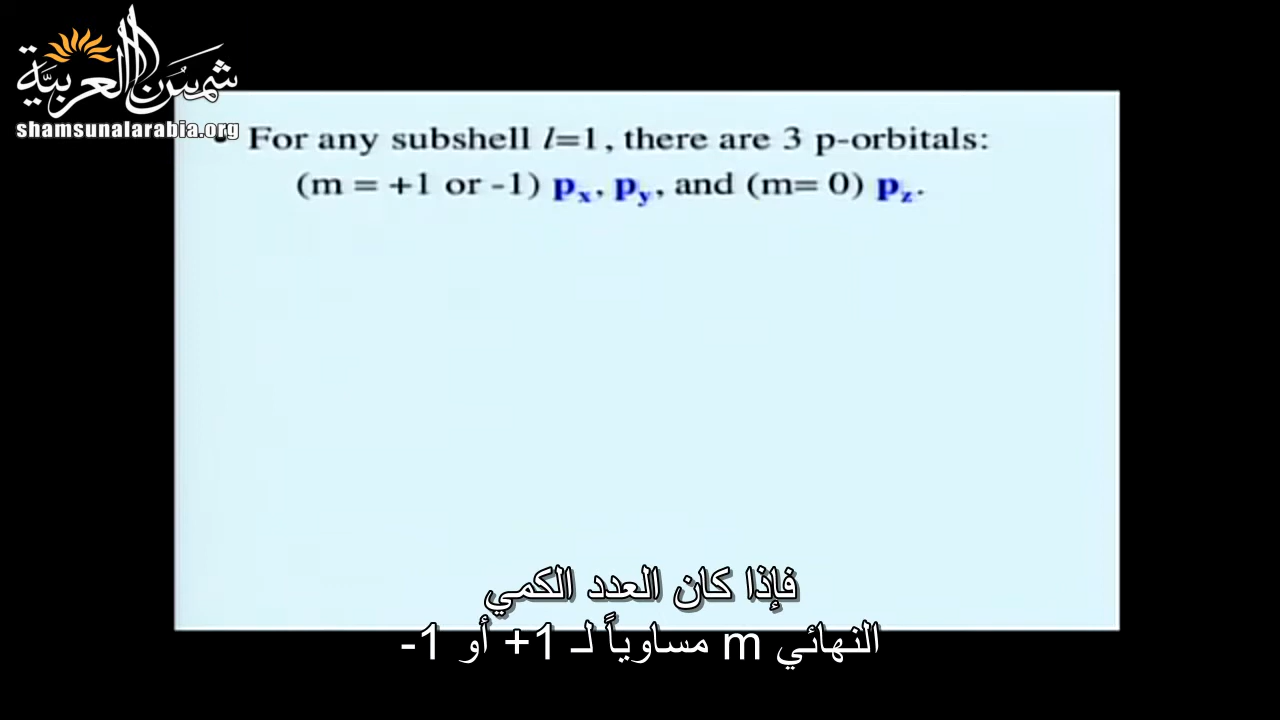 شمسُن العربيّة
shamsunalarabia.org
• For any subshell l=1, there are 3 p-orbitals:
(m = +1 or -1) px, py, and (m= 0) pz.
فإذا كان العدد الكمي
النهائي m مساوياً لـ 1+ أو 1-